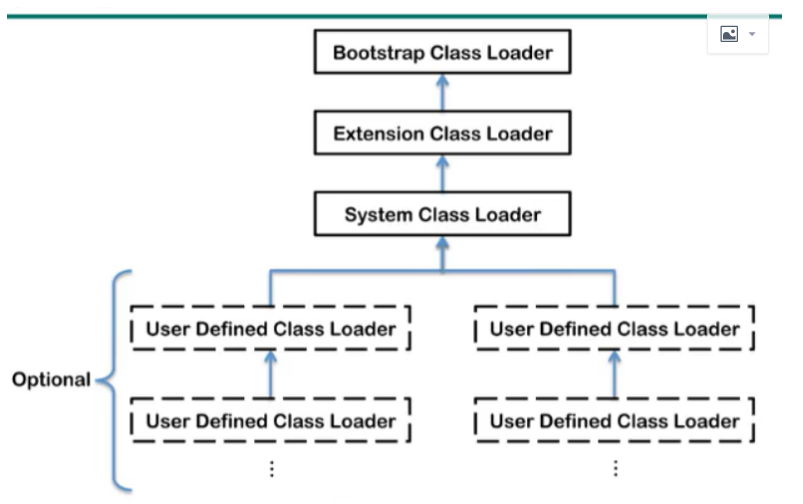 Bootstrap Class Loader
Extension Class Loader
System Class Loader
User Defined Class Loader
User Defined Class Loader
Optional
User Defined Class Loader
User Defined Class Loader